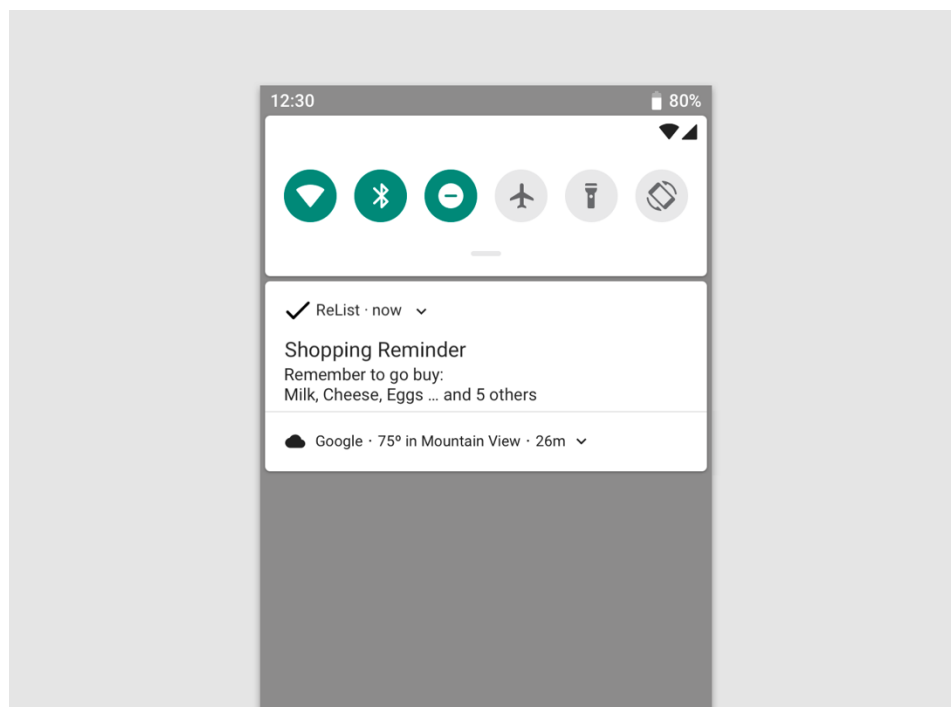 12:30 80%
ReList · now
Shopping Reminder
Remember to go buy:
Milk, Cheese, Eggs ... and 5 others
Google · 75º in Mountain View · 26m